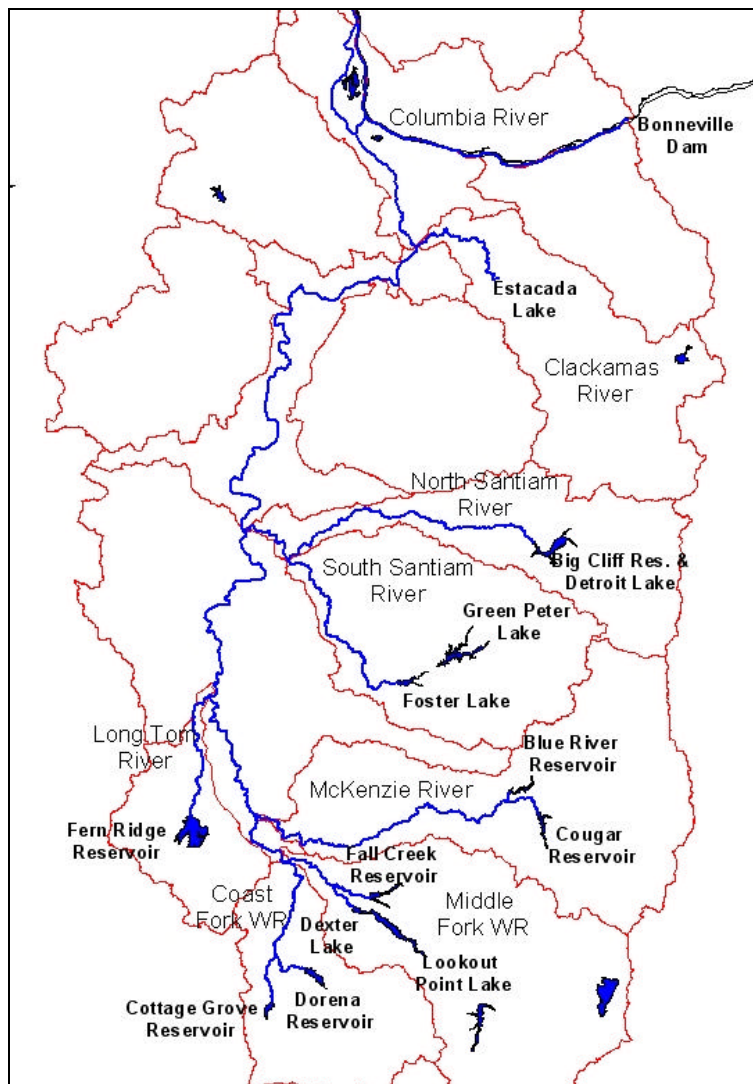 Columbia River
Bonneville
Dam
Estacada
Lake
Clackamas
River
North Santiam
River
Big Cliff Res. &
Detroit Lake
South Santiam
River
Green Peter
Lake
Foster Lake
Long Tom
River
Blue River
Reservoir
McKenzie River
Fern Ridge
Reservoir
Cougar
Reservoir
Fall Creek
Reservoir
Coast
Fork WR
Middle
Fork WR
Dexter
Lake
Lookout
Point Lake
Cottage Grove
Reservoir
Dorena
Reservoir